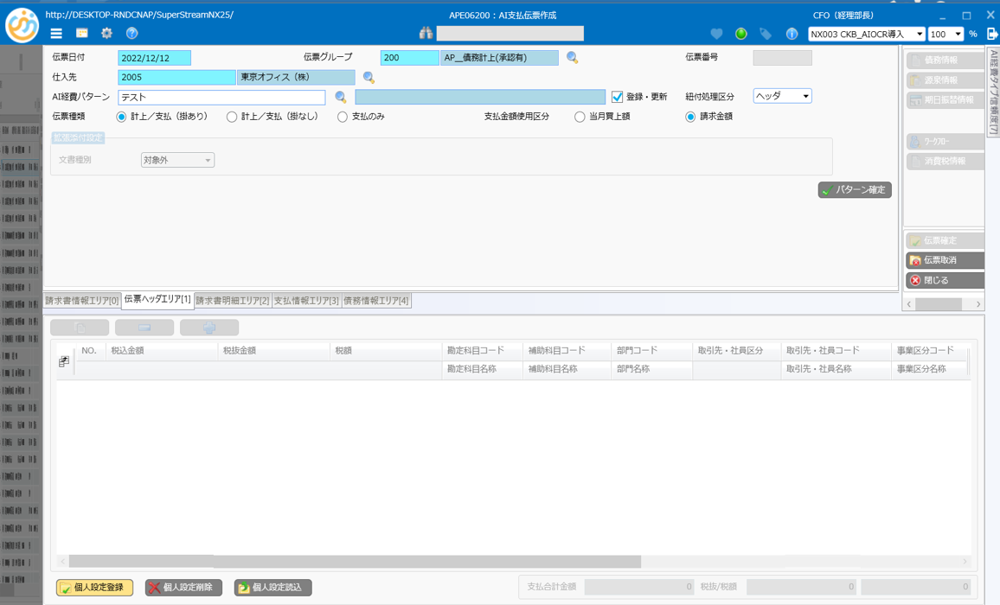 http://DESKTOP-RNDCNAP/SuperStreamNX25/ APE06200：AI支払伝票作成 CFO（経理部長）
NX003 CKB_AIOCR導入 100 %
伝票日付 2022/12/12 伝票グループ 200 AP__債務計上(承認有) 伝票番号
仕入先 2005 東京オフィス（株）
AI経費パターン テスト 登録・更新 紐付処理区分 ヘッダ
伝票種類 計上／支払（掛あり） 計上／支払（掛なし） 支払のみ 支払金額使用区分 当月買上額 請求金額
拡張添付設定
文書種別 対象外
パターン確定
債務情報
源泉情報
期日振替情報
ワークフロー
消費税情報
伝票確定
伝票取消
閉じる
AI経費タイプ信頼度[7]
請求書情報エリア[0] 伝票ヘッダエリア[1] 請求書明細エリア[2] 支払情報エリア[3] 債務情報エリア[4]
NO. 税込金額 税抜金額 税額 勘定科目コード 補助科目コード 部門コード 取引先・社員区分 取引先・社員コード 事業区分コード
勘定科目名称 補助科目名称 部門名称 取引先・社員名称 事業区分名称
個人設定登録 個人設定削除 個人設定読込 支払合計金額 0 税抜/税額 0 0